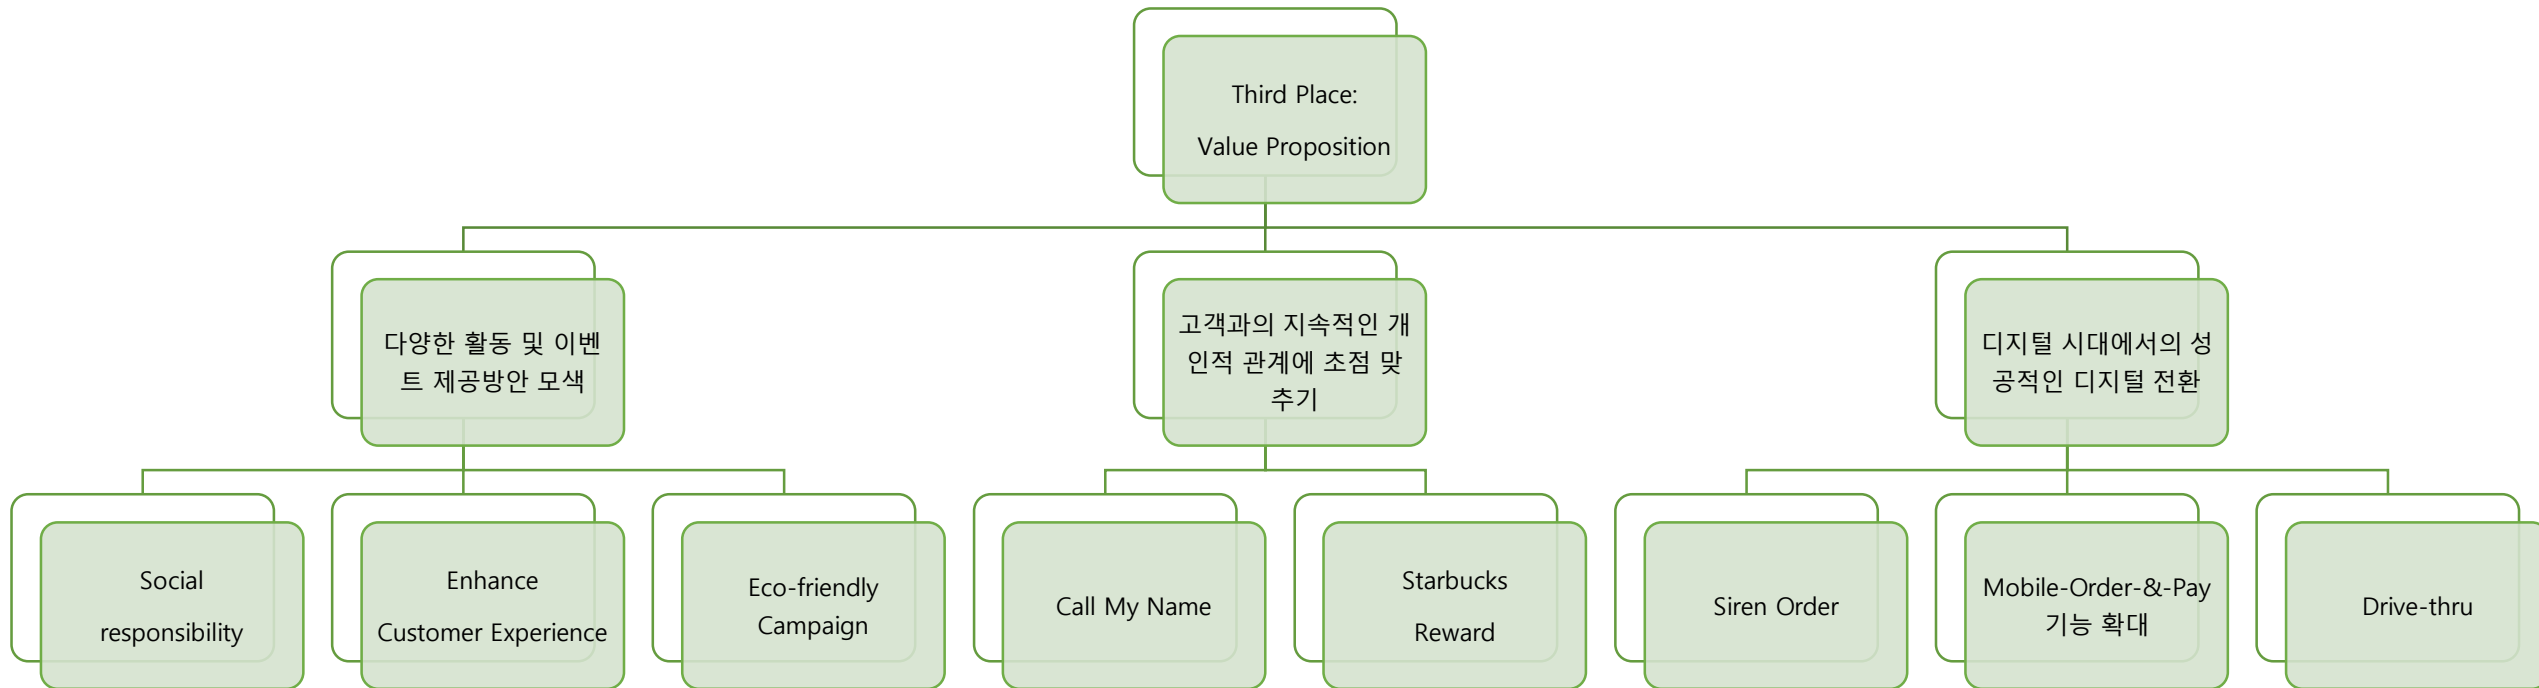 Third Place:
Value Proposition
다양한 활동 및 이벤
트 제공방안 모색
고객과의 지속적인 개
인적 관계에 초점 맞
추기
디지털 시대에서의 성
공적인 디지털 전환
Social
responsibility
Enhance
Customer Experience
Eco-friendly
Campaign
Call My Name
Starbucks
Reward
Siren Order
Mobile-Order-&-Pay
기능 확대
Drive-thru